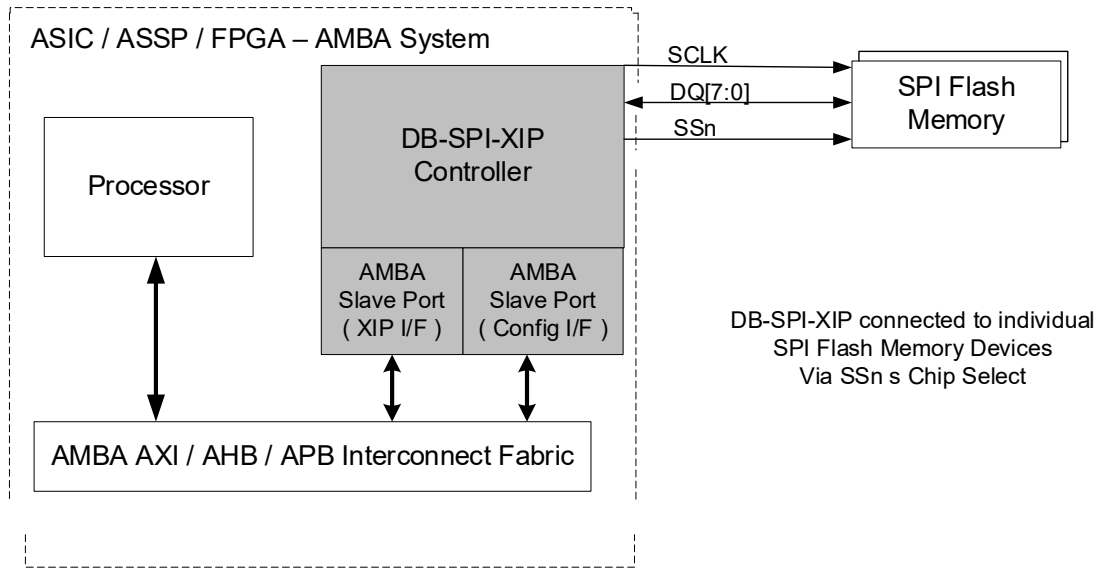 ASIC / ASSP / FPGA – AMBA System
SCLK
DQ[7:0]
SSn
SPI Flash
Memory
DB-SPI-XIP
Controller
Processor
AMBA
Slave Port
( XIP I/F )
AMBA
Slave Port
( Config I/F )
DB-SPI-XIP connected to individual
SPI Flash Memory Devices
Via SSn s Chip Select
AMBA AXI / AHB / APB Interconnect Fabric